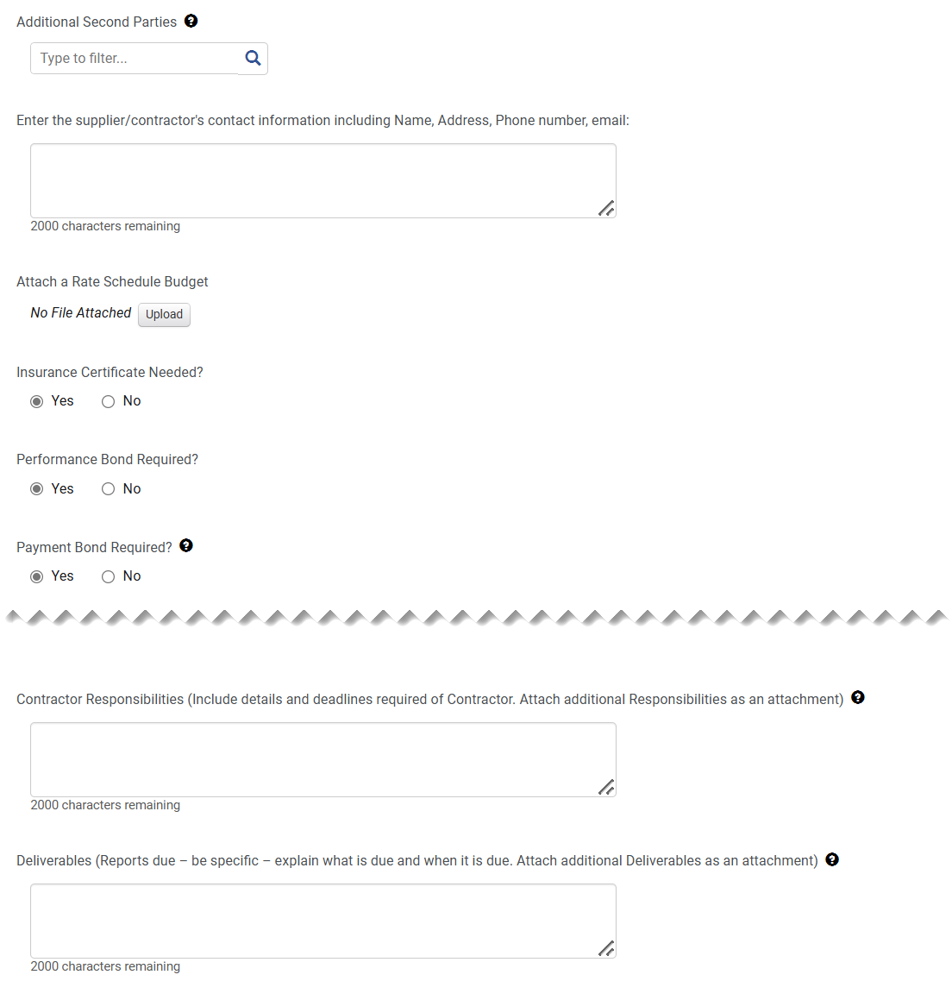 Additional Second Parties ?
Type to filter...
Enter the supplier/contractor's contact information including Name, Address, Phone number, email:
2000 characters remaining
Attach a Rate Schedule Budget
No File Attached Upload
Insurance Certificate Needed?
Yes No
Performance Bond Required?
Yes No
Payment Bond Required? ?
Yes No
Contractor Responsibilities (Include details and deadlines required of Contractor. Attach additional Responsibilities as an attachment) ?
2000 characters remaining
Deliverables (Reports due – be specific – explain what is due and when it is due. Attach additional Deliverables as an attachment) ?
2000 characters remaining